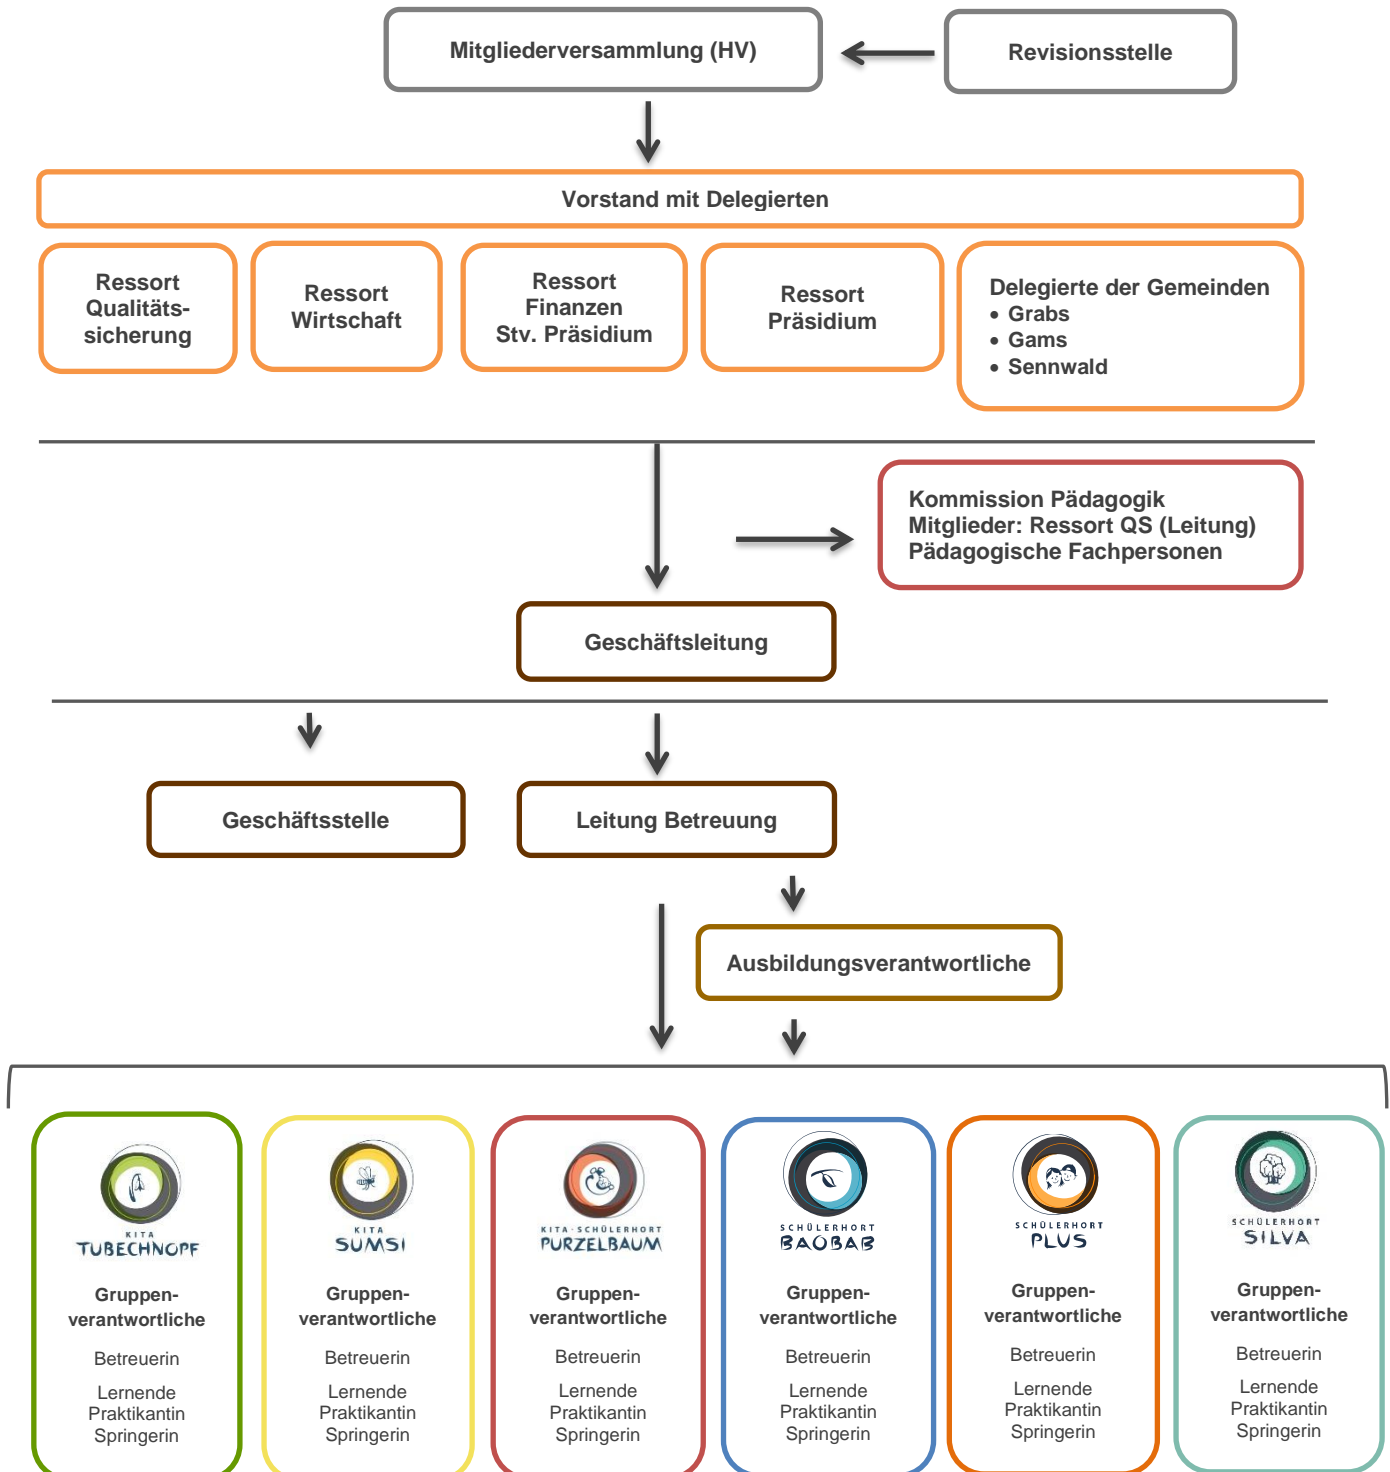 Mitgliederversammlung (HV)
Revisionsstelle
Vorstand mit Delegierten
Ressort
Qualitäts-
sicherung
Ressort
Wirtschaft
Ressort
Finanzen
Stv. Präsidium
Ressort
Präsidium
Delegierte der Gemeinden
• Grabs
• Gams
• Sennwald
Kommission Pädagogik
Mitglieder: Ressort QS (Leitung)
Pädagogische Fachpersonen
Geschäftsleitung
Geschäftsstelle
Leitung Betreuung
Ausbildungsverantwortliche
KITA
TUBECHNOPF
Gruppen-
verantwortliche
Betreuerin
Lernende
Praktikantin
Springerin
KITA
SUMSI
Gruppen-
verantwortliche
Betreuerin
Lernende
Praktikantin
Springerin
KITA-SCHÜLERHORT
PURZELBAUM
Gruppen-
verantwortliche
Betreuerin
Lernende
Praktikantin
Springerin
SCHÜLERHORT
BAOBAB
Gruppen-
verantwortliche
Betreuerin
Lernende
Praktikantin
Springerin
SCHÜLERHORT
PLUS
Gruppen-
verantwortliche
Betreuerin
Lernende
Praktikantin
Springerin
SCHÜLERHORT
SILVA
Gruppen-
verantwortliche
Betreuerin
Lernende
Praktikantin
Springerin